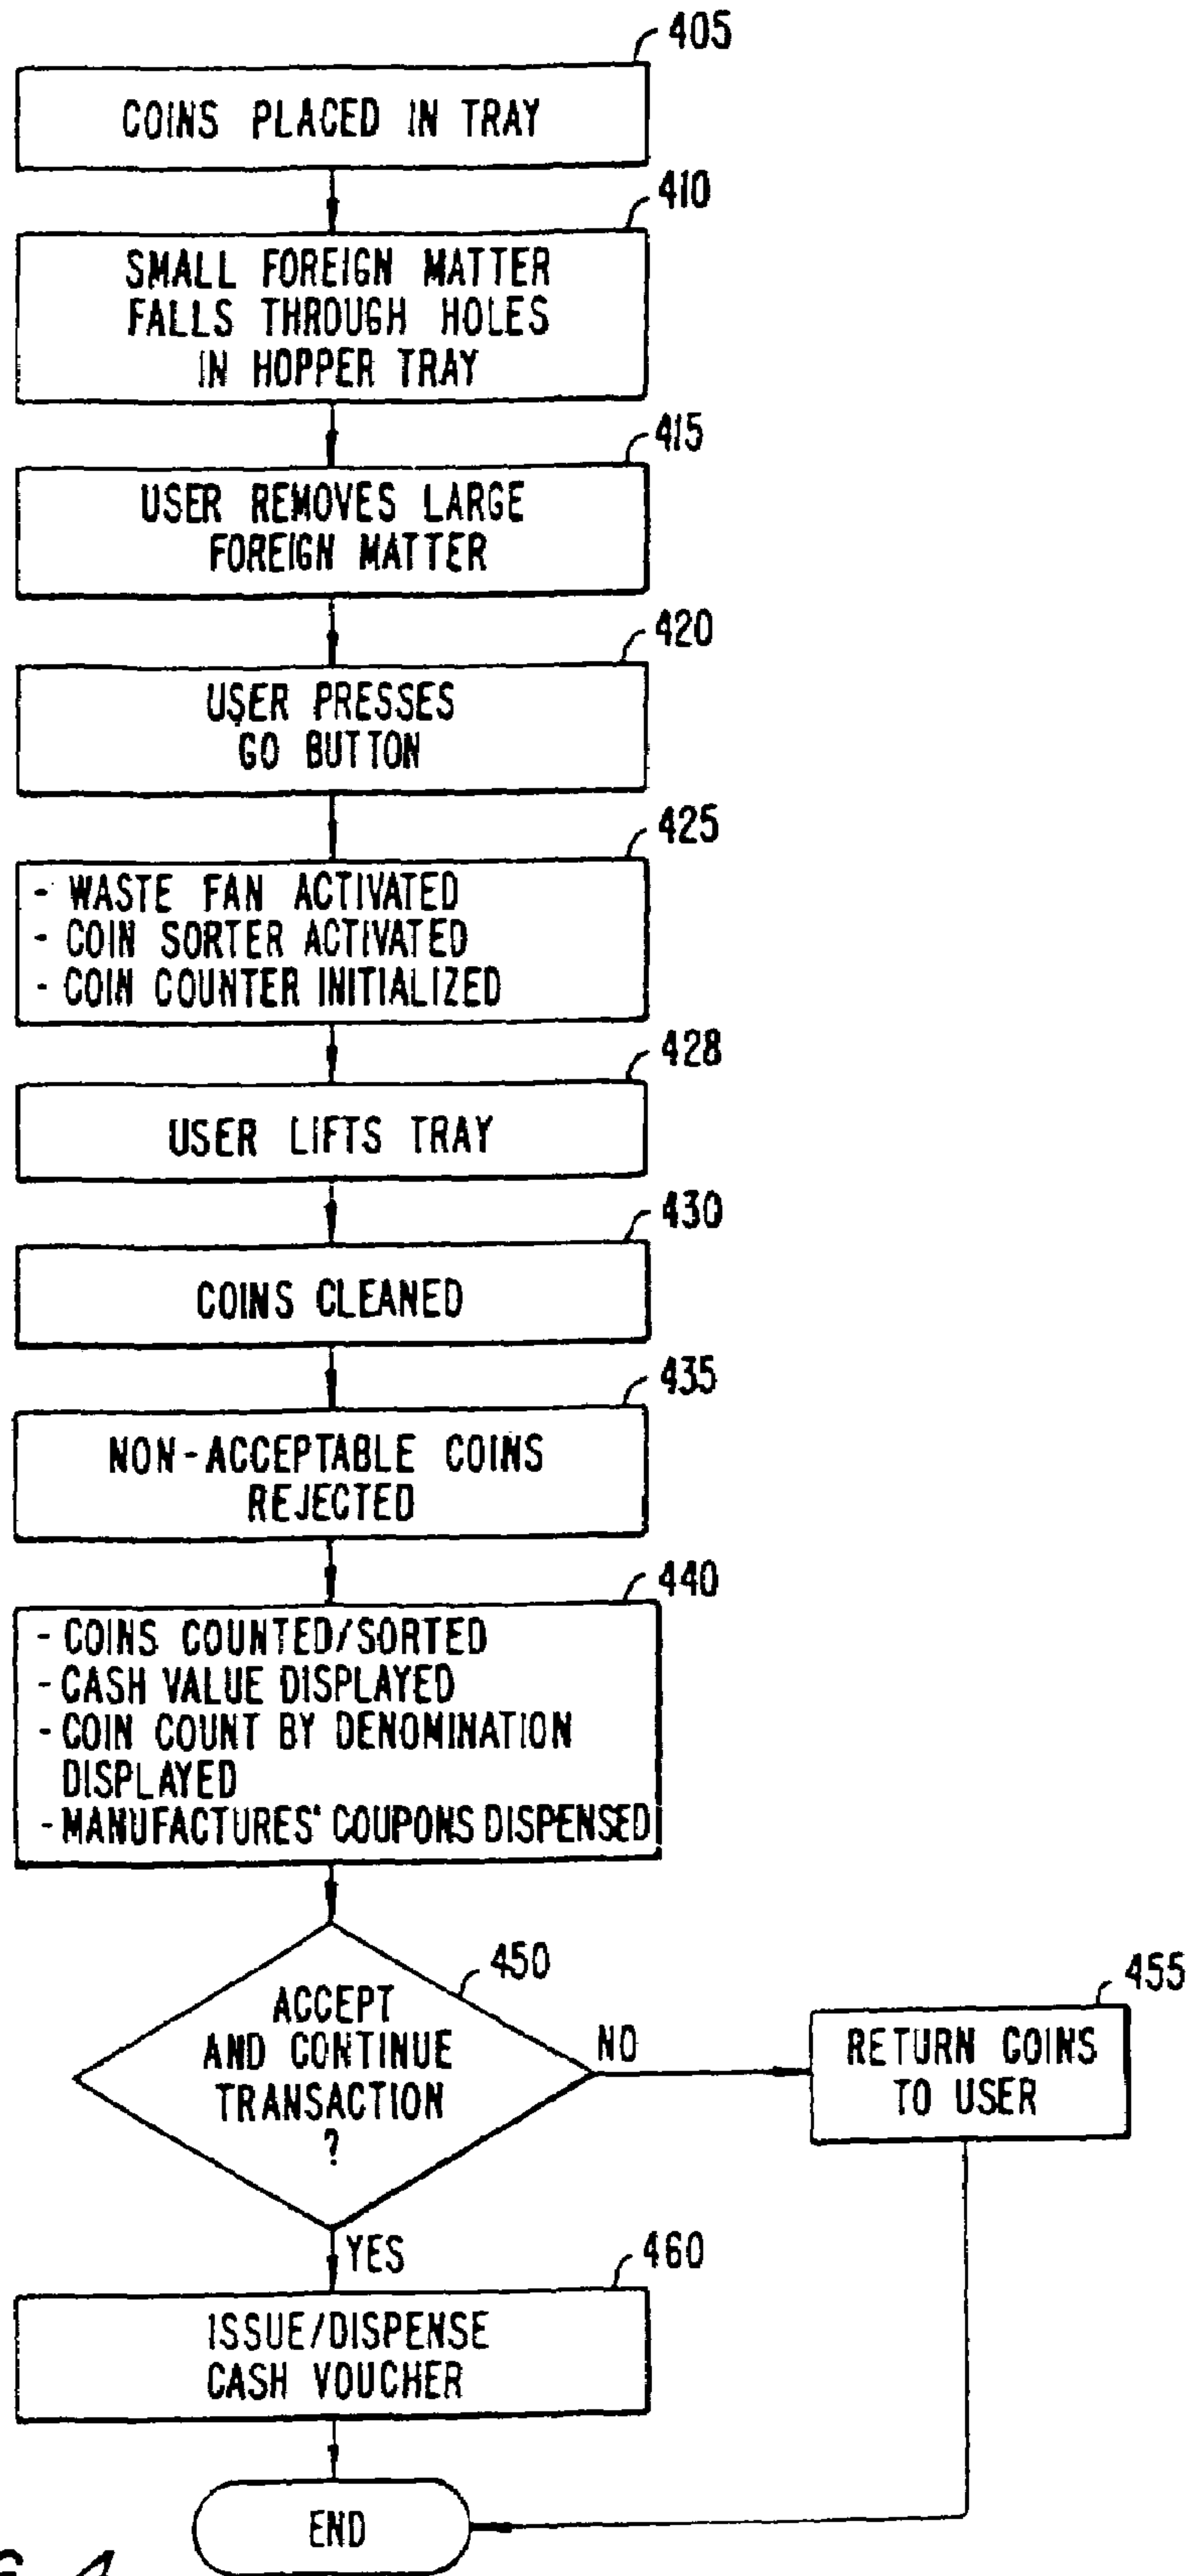 405
COINS PLACED IN TRAY
410
SMALL FOREIGN MATTER
FALLS THROUGH HOLES
IN HOPPER TRAY
415
USER REMOVES LARGE
FOREIGN MATTER
420
USER PRESSES
GO BUTTON
425
- WASTE FAN ACTIVATED
- COIN SORTER ACTIVATED
- COIN COUNTER INITIALIZED
428
USER LIFTS TRAY
430
COINS CLEANED
435
NON-ACCEPTABLE COINS
REJECTED
440
- COINS COUNTED/SORTED
- CASH VALUE DISPLAYED
- COIN COUNT BY DENOMINATION
DISPLAYED
- MANUFACTURES' COUPONS DISPENSED
450
ACCEPT
AND CONTINUE
TRANSACTION
?
NO
455
RETURN COINS
TO USER
YES
460
ISSUE/DISPENSE
CASH VOUCHER
END